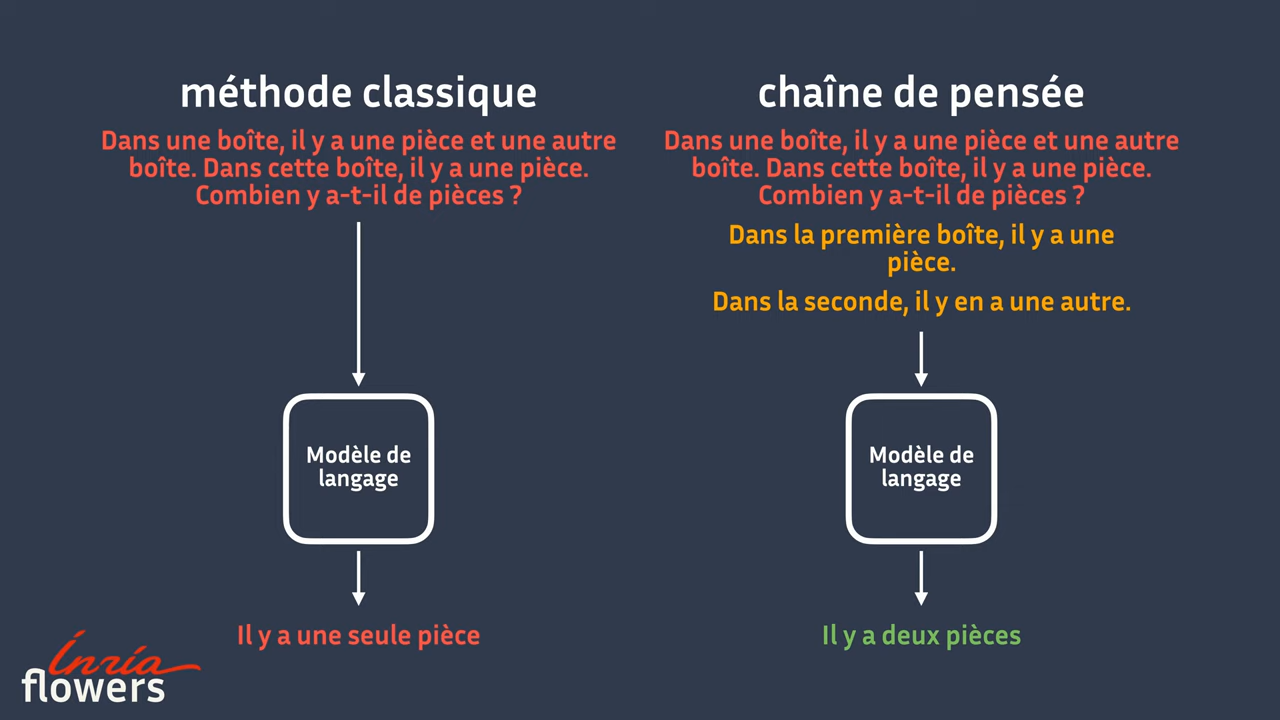 méthode classique
Dans une boîte, il y a une pièce et une autre
boîte. Dans cette boîte, il y a une pièce.
Combien y a-t-il de pièces ?
Modèle de
langage
Il y a une seule pièce
chaîne de pensée
Dans une boîte, il y a une pièce et une autre
boîte. Dans cette boîte, il y a une pièce.
Combien y a-t-il de pièces ?
Dans la première boîte, il y a une
pièce.
Dans la seconde, il y en a une autre.
Modèle de
langage
Il y a deux pièces
Inria
flowers